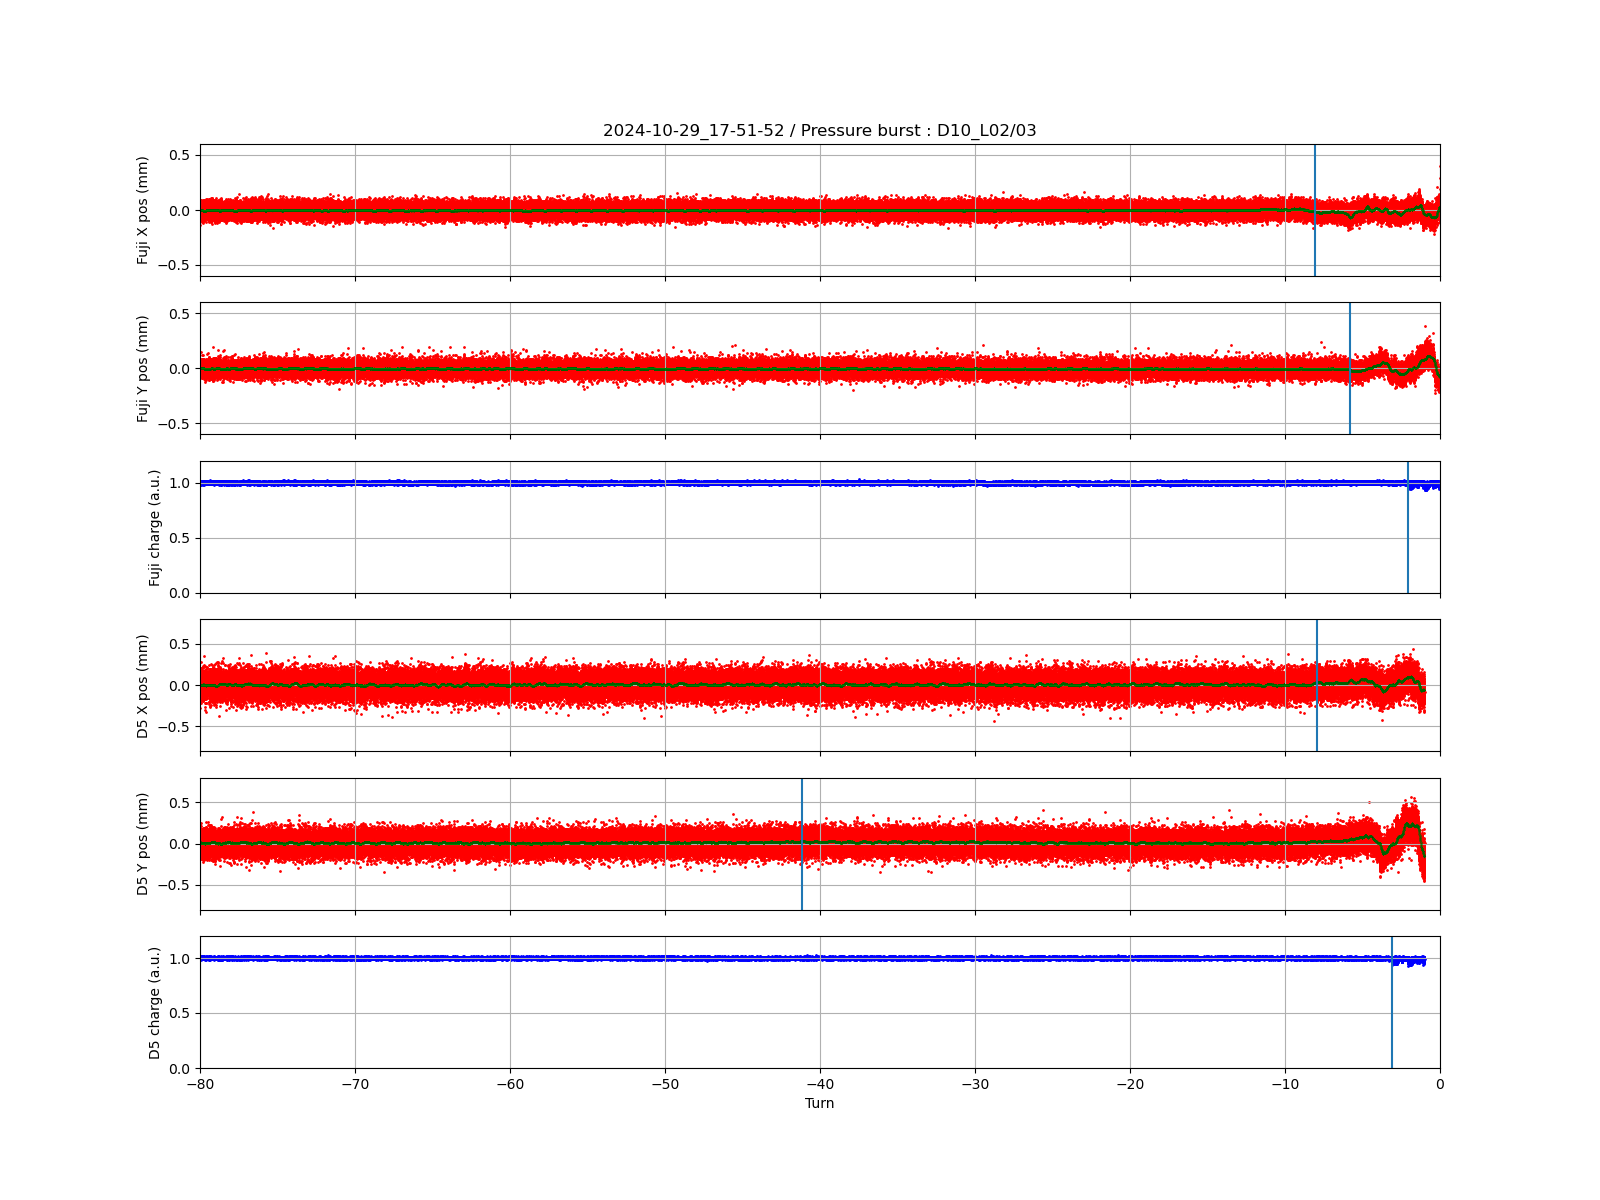 2024-10-29_17-51-52 / Pressure burst : D10_L02/03
Fuji X pos (mm)
0.5
0.0
−0.5
Fuji Y pos (mm)
0.5
0.0
−0.5
Fuji charge (a.u.)
1.0
0.5
0.0
D5 X pos (mm)
0.5
0.0
−0.5
D5 Y pos (mm)
0.5
0.0
−0.5
D5 charge (a.u.)
1.0
0.5
0.0
−80 −70 −60 −50 −40 −30 −20 −10 0
Turn